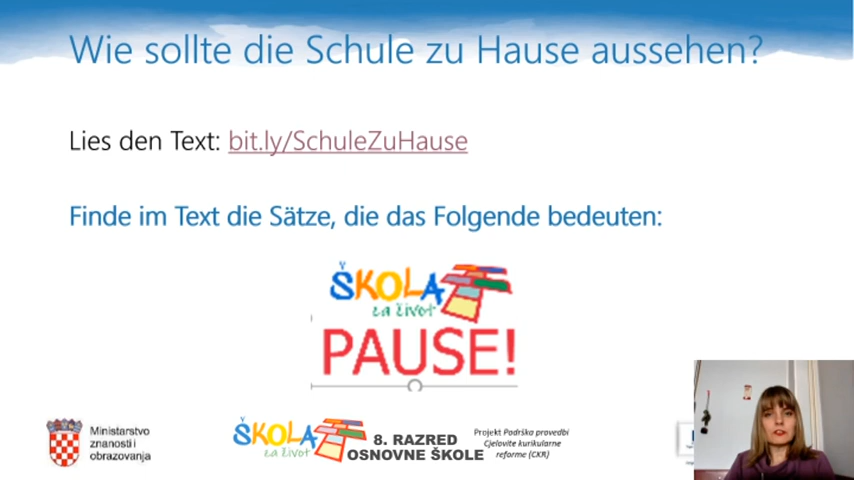 Wie sollte die Schule zu Hause aussehen?
Lies den Text: bit.ly/SchuleZuHause
Finde im Text die Sätze, die das Folgende bedeuten:
ŠKOLA
za život
PAUSE!
Ministarstvo
znanosti i
obrazovanja
ŠKOLA
za život
8. RAZRED
OSNOVNE ŠKOLE
Projekt Podrška provedbi
Cjelovite kurikularne
reforme (CKR)